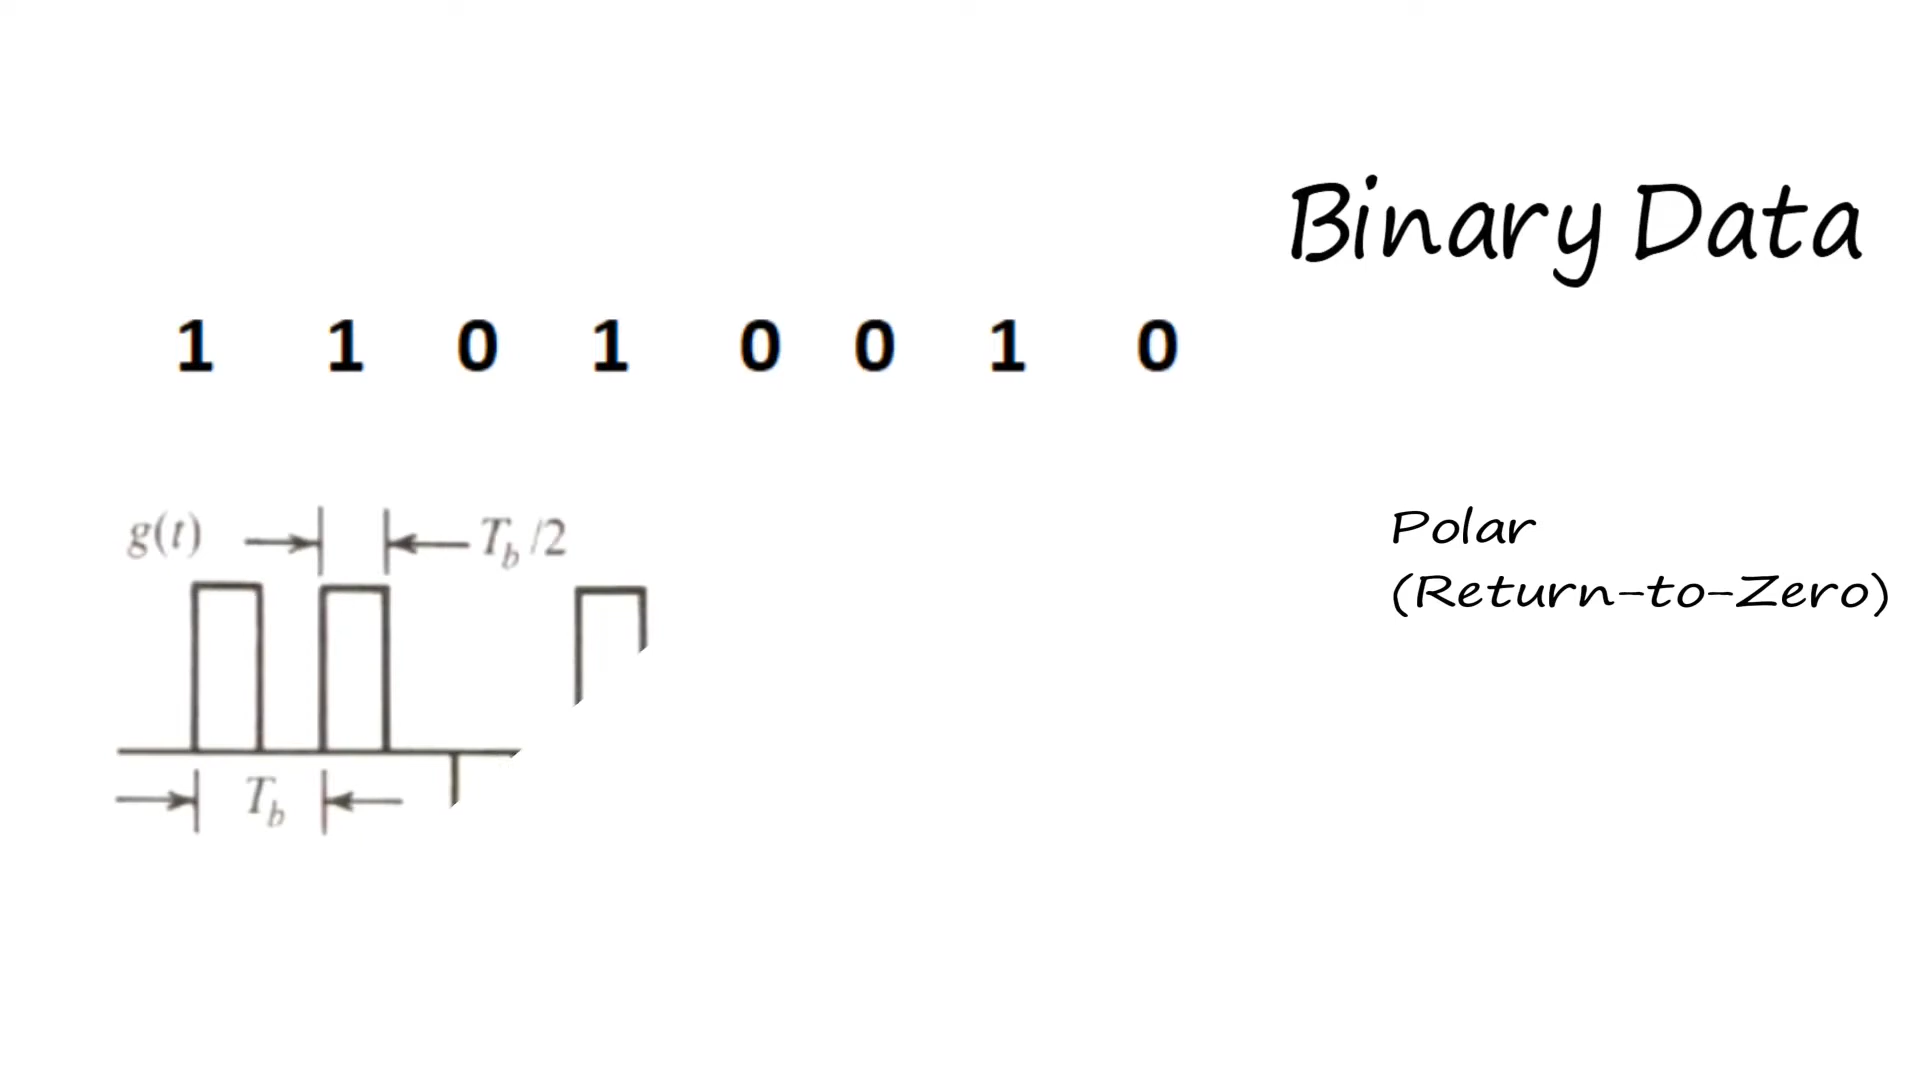 Binary Data
1 1 0 1 0 0 1 0
g(t) T_b/2
Polar
(Return-to-Zero)
T_b